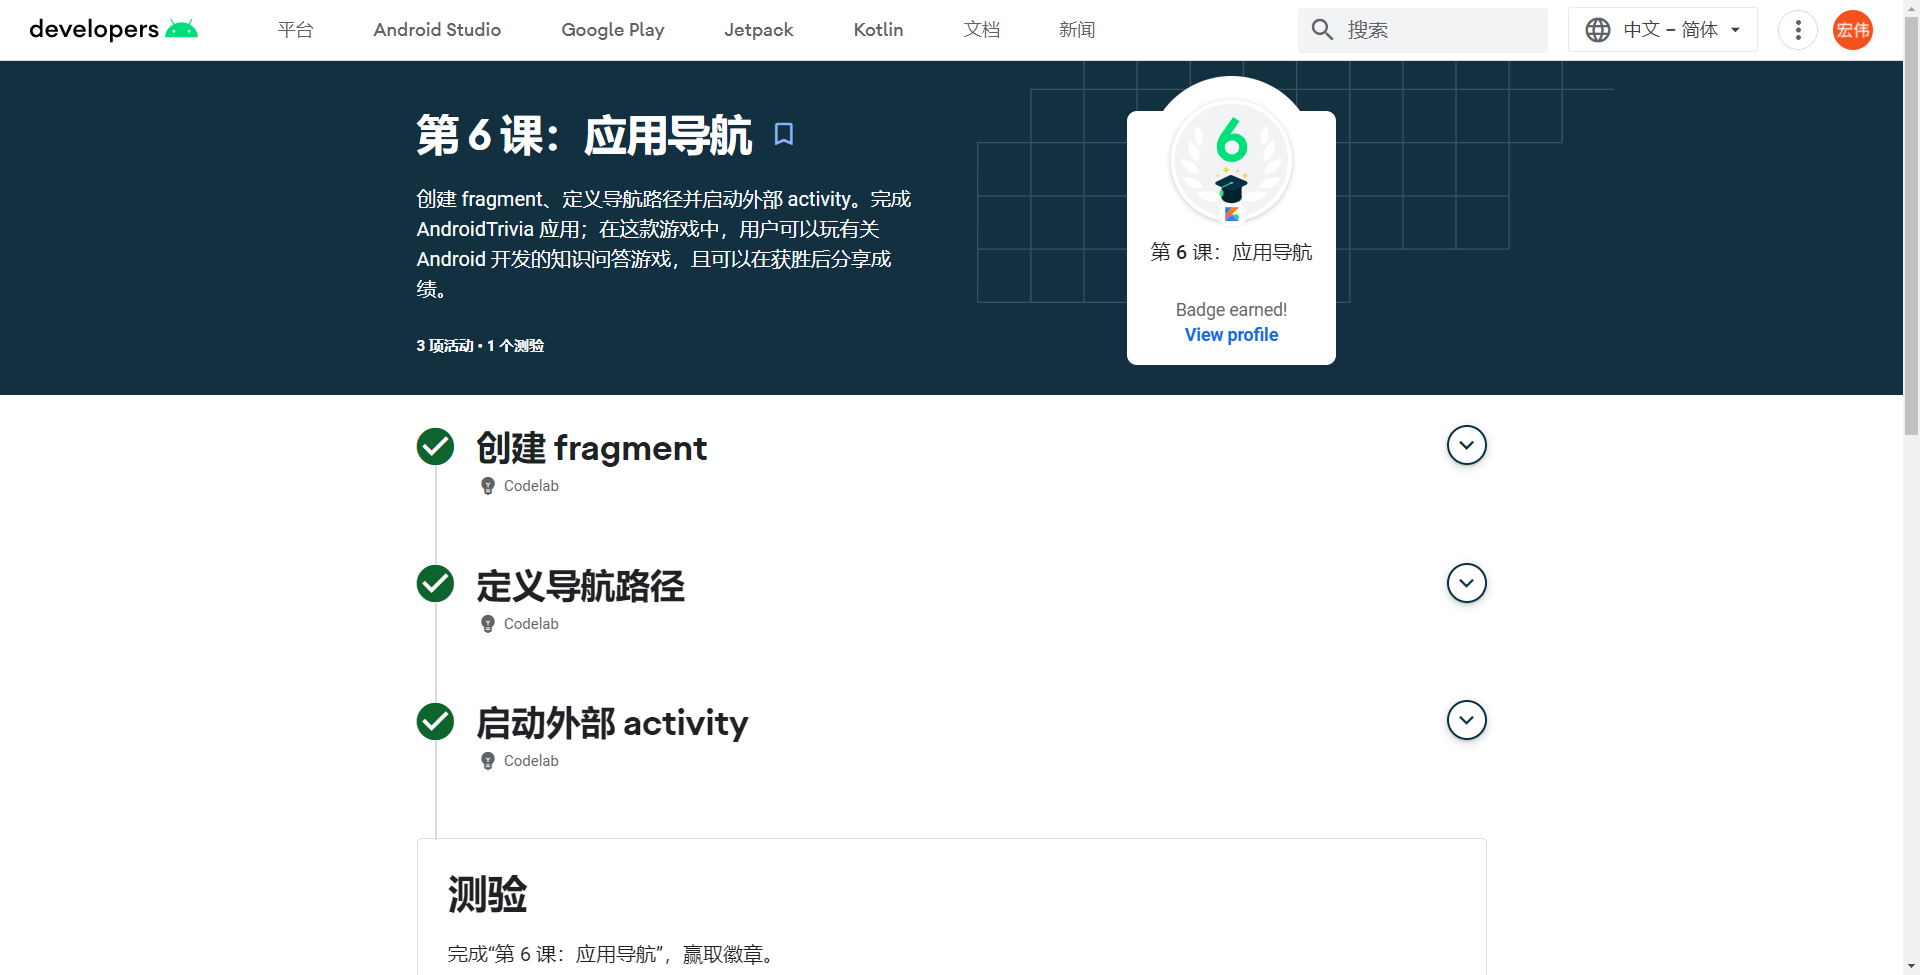 developers
平台
Android Studio
Google Play
Jetpack
Kotlin
文档
新闻
搜索
中文 – 简体
宏伟
第 6 课：应用导航
创建 fragment、定义导航路径并启动外部 activity。完成
AndroidTrivia 应用；在这款游戏中，用户可以玩有关
Android 开发的知识问答游戏，且可以在获胜后分享成
绩。
3 项活动 • 1 个测验
6
第 6 课：应用导航
Badge earned!
View profile
创建 fragment
Codelab
定义导航路径
Codelab
启动外部 activity
Codelab
测验
完成“第 6 课：应用导航”，赢取徽章。